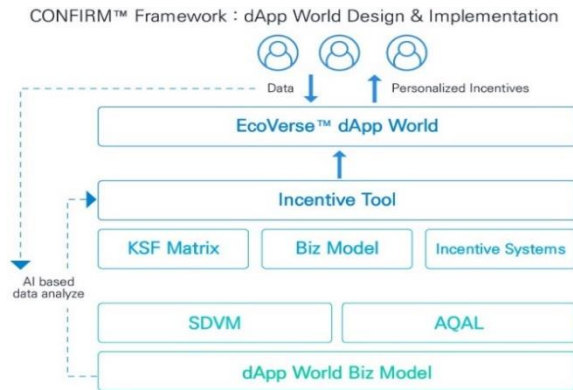 CONFIRM™ Framework : dApp World Design & Implementation
Data
Personalized Incentives
EcoVerse™ dApp World
Incentive Tool
KSF Matrix
Biz Model
Incentive Systems
AI based
data analyze
SDVM
AQAL
dApp World Biz Model